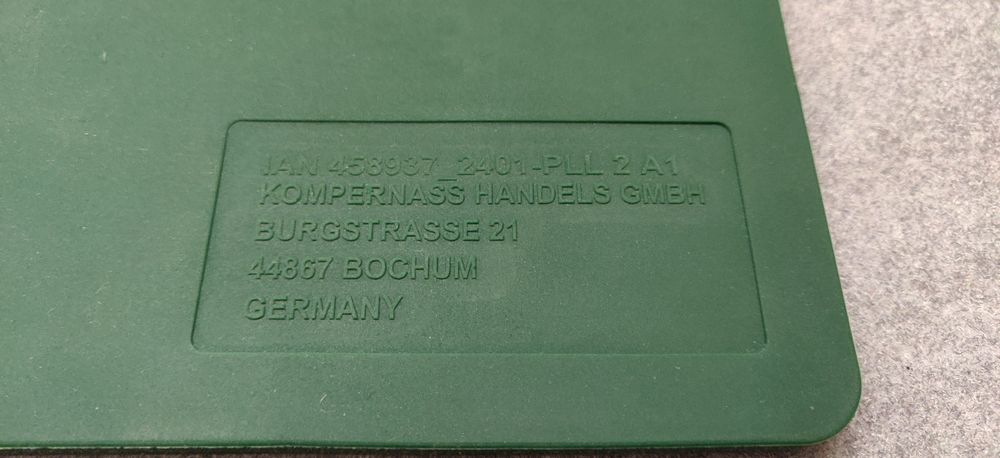 IAN 458937_2401-PLL 2 A1
KOMPERNASS HANDELS GMBH
BURGSTRASSE 21
44867 BOCHUM
GERMANY